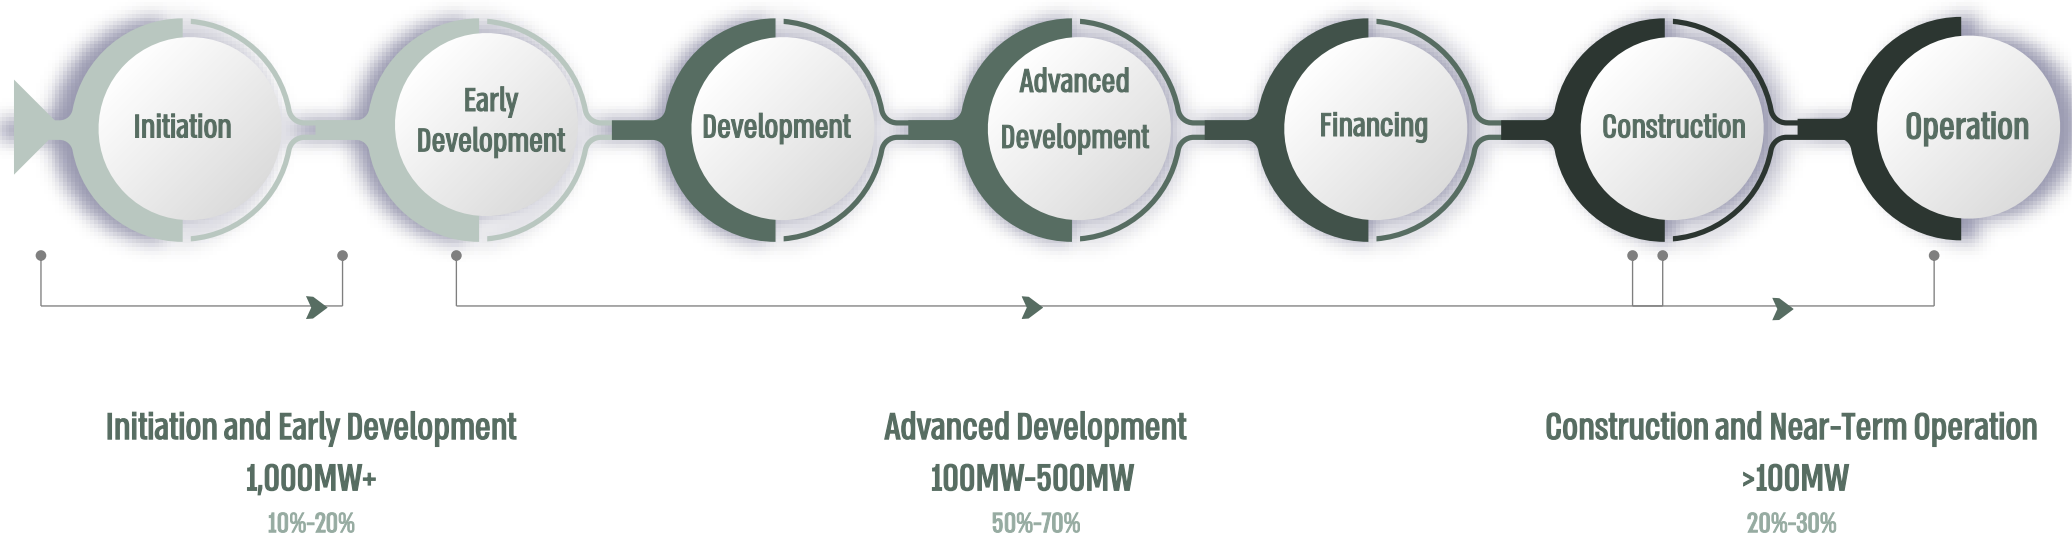 Initiation
Early
Development
Development
Advanced
Development
Financing
Construction
Operation
Initiation and Early Development
1,000MW+
10%-20%
Advanced Development
100MW-500MW
50%-70%
Construction and Near-Term Operation
>100MW
20%-30%